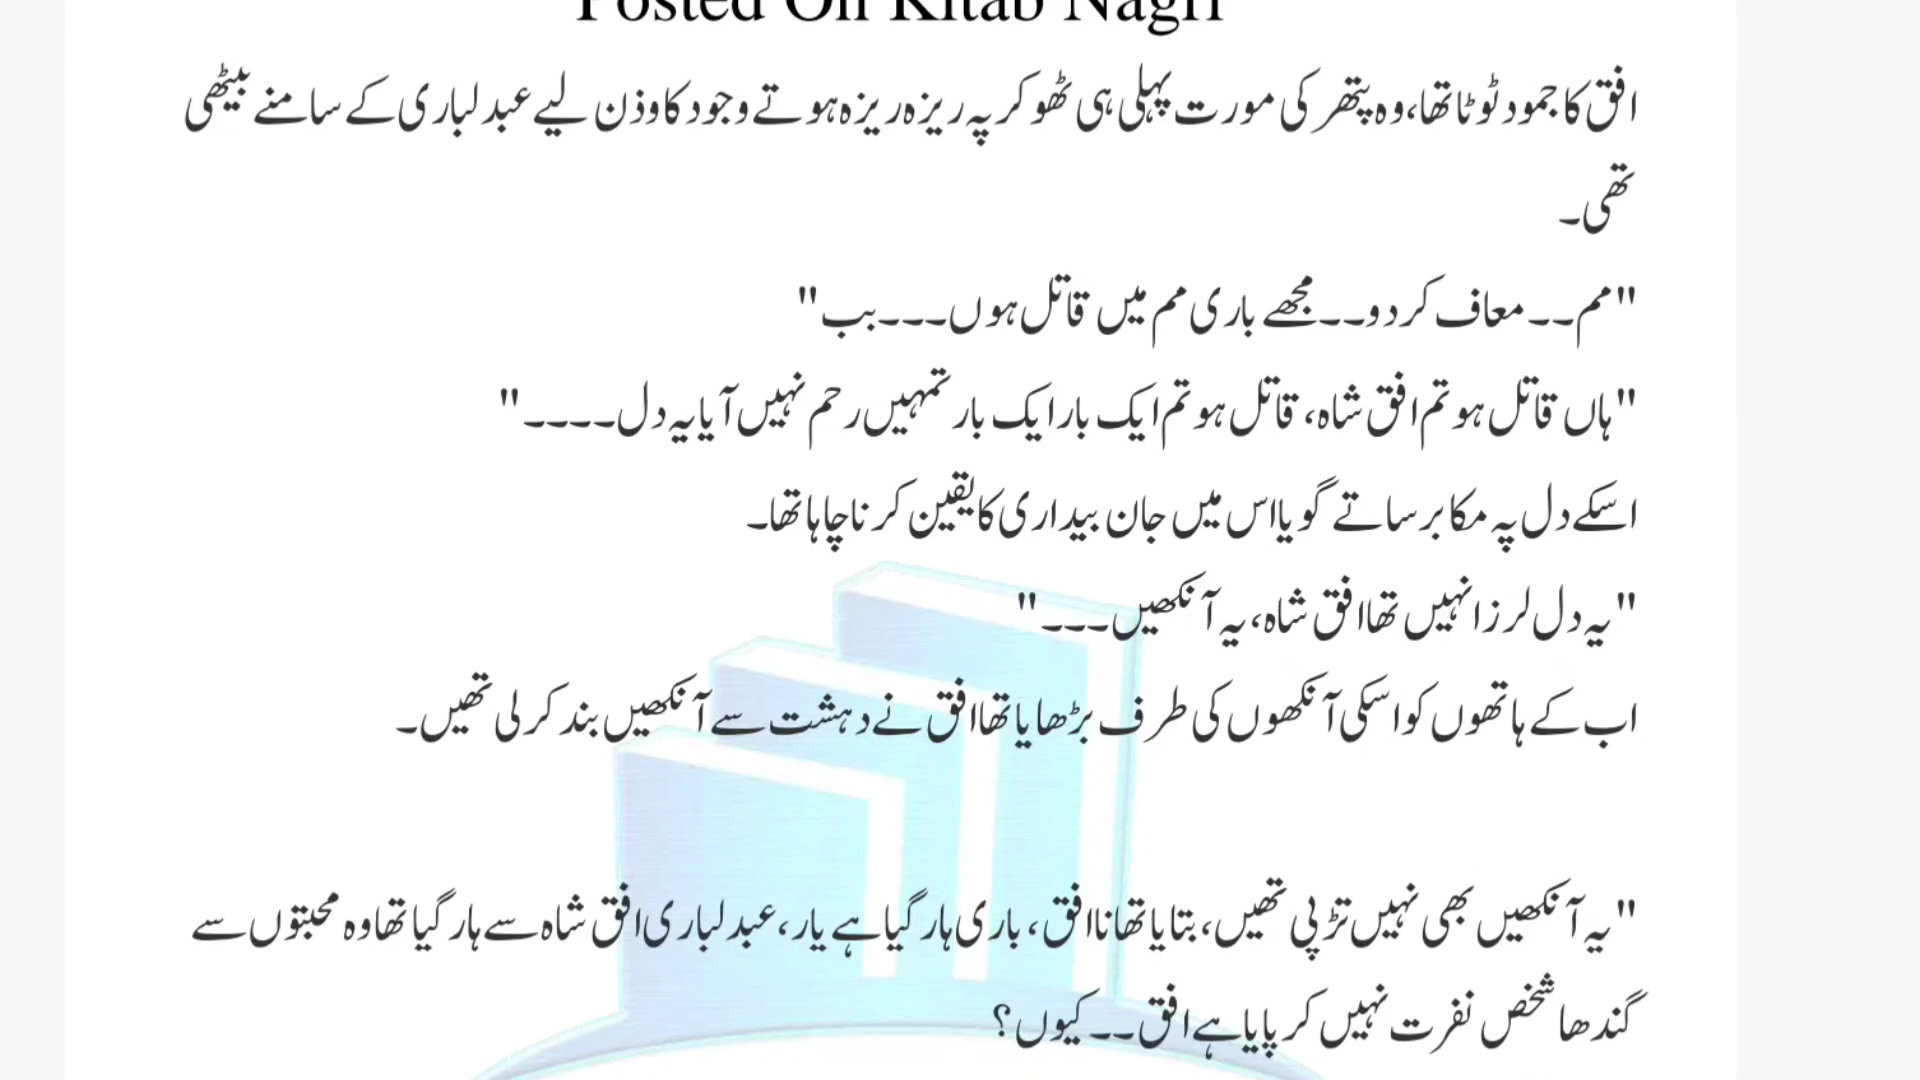 Posted On Kitab Nagri
افق کا جمود ٹوٹا تھا،وہ پتھر کی مورت پہلی ہی ٹھوکر پہ ریزہ ریزہ ہوتے وجود کا وذن لیے عبدلباری کے سامنے بیٹھی
تھی۔
"مم۔۔معاف کردو۔۔مجھے باری مم میں قاتل ہوں۔۔۔بب"
"ہاں قاتل ہو تم افق شاہ، قاتل ہو تم ایک بار ایک بار تمہیں رحم نہیں آیا یہ دل۔۔۔۔"
اسکے دل پہ مکا برساتے گویا اس میں جان بیداری کا یقین کرنا چاہا تھا۔
"یہ دل لرزا نہیں تھا افق شاہ،یہ آنکھیں۔۔۔"
اب کے ہاتھوں کو اسکی آنکھوں کی طرف بڑھایا تھا افق نے دہشت سے آنکھیں بند کرلی تھیں۔
"یہ آنکھیں بھی نہیں تڑپی تھیں، بتایا تھا نا افق، باری ہار گیا ہے یار، عبدلباری افق شاہ سے ہار گیا تھا وہ محبتوں سے
گندھا شخص نفرت نہیں کر پایا ہے افق۔۔کیوں؟